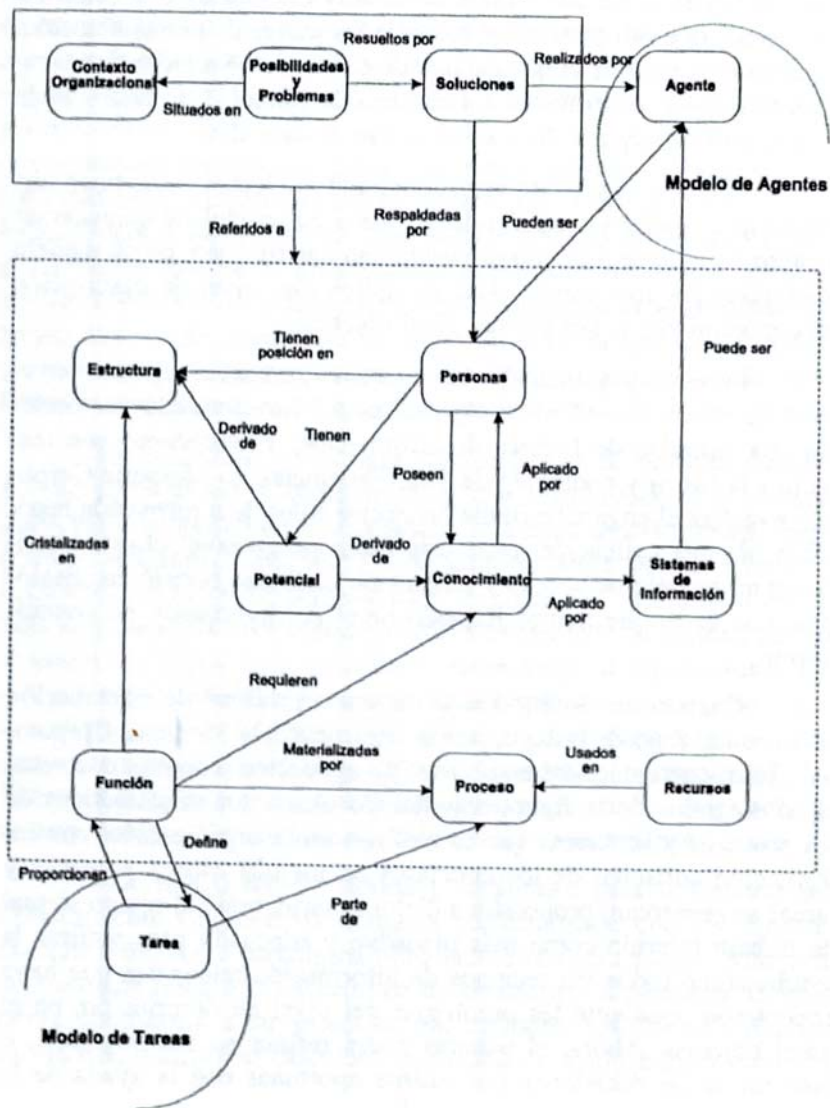 Resueltos por
Realizados por
Contexto
Organizacional
Posibilidades
y
Problemas
Soluciones
Agente
Situados en
Modelo de Agentes
Referidos a
Respaldadas
por
Pueden ser
Tienen
posición en
Puede ser
Estructura
Personas
Derivado
de
Tienen
Poseen
Aplicado
por
Cristalizadas
en
Potencial
Derivado
de
Conocimiento
Aplicado
por
Sistemas
de
Información
Requieren
Materializadas
por
Usados
en
Función
Proceso
Recursos
Define
Proporcionan
Parte
de
Tarea
Modelo de Tareas